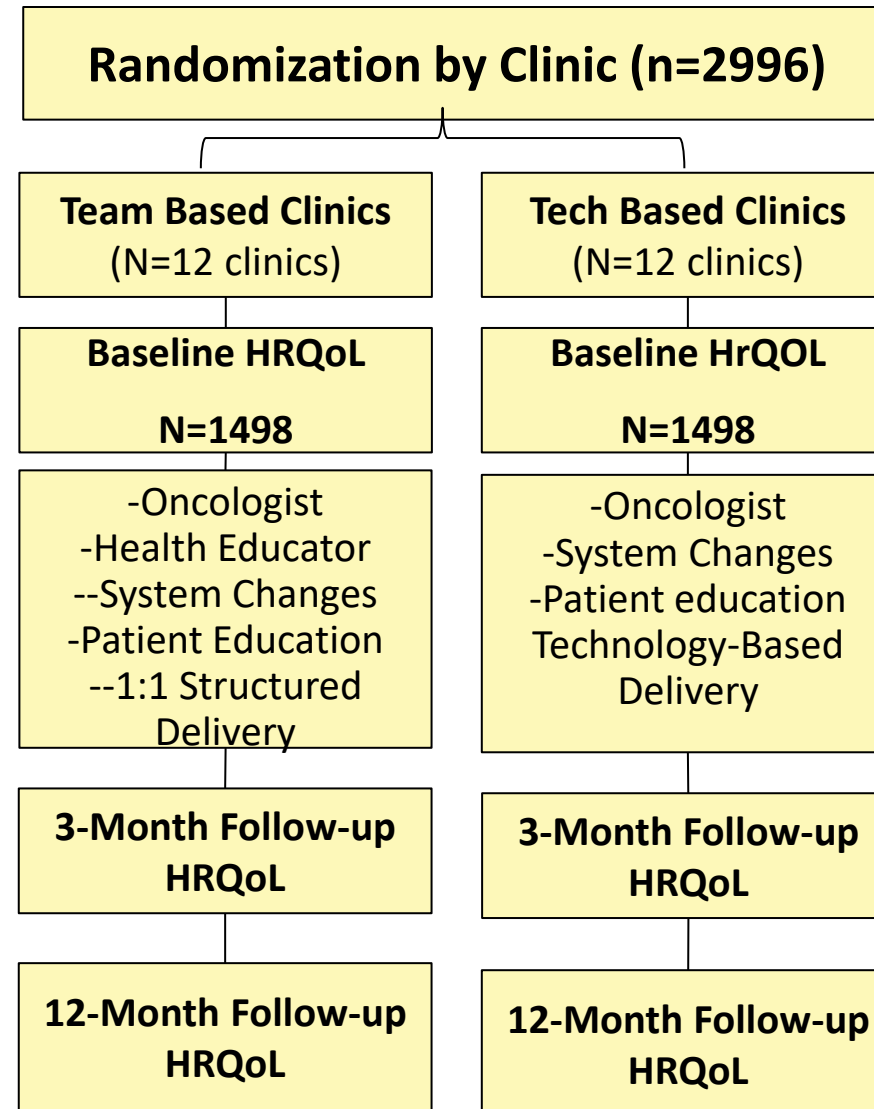 Randomization by Clinic (n=2996)
Team Based Clinics
(N=12 clinics)
Baseline HRQoL
N=1498
-Oncologist
-Health Educator
--System Changes
-Patient Education
--1:1 Structured
Delivery
3-Month Follow-up
HRQoL
12-Month Follow-up
HRQoL
Tech Based Clinics
(N=12 clinics)
Baseline HrQOL
N=1498
-Oncologist
-System Changes
-Patient education
Technology-Based
Delivery
3-Month Follow-up
HRQoL
12-Month Follow-up
HRQoL